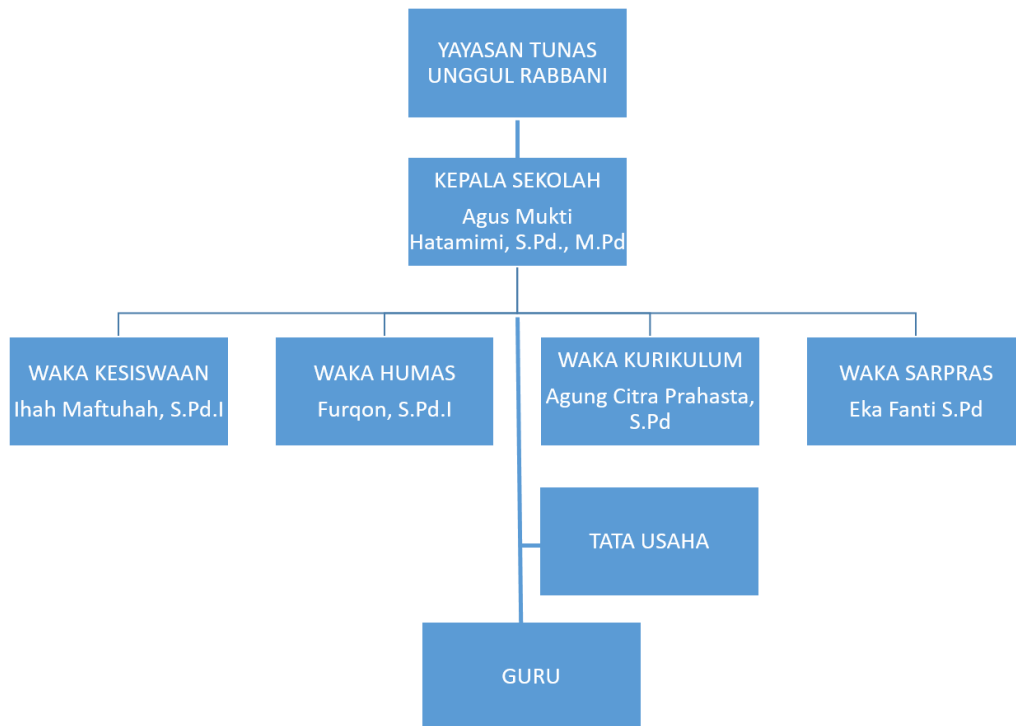 YAYASAN TUNAS
UNGGUL RABBANI
KEPALA SEKOLAH
Agus Mukti
Hatamimi, S.Pd., M.Pd
WAKA KESISWAAN
Ihah Maftuhah, S.Pd.I
WAKA HUMAS
Furqon, S.Pd.I
WAKA KURIKULUM
Agung Citra Prahasta,
S.Pd
WAKA SARPRAS
Eka Fanti S.Pd
TATA USAHA
GURU